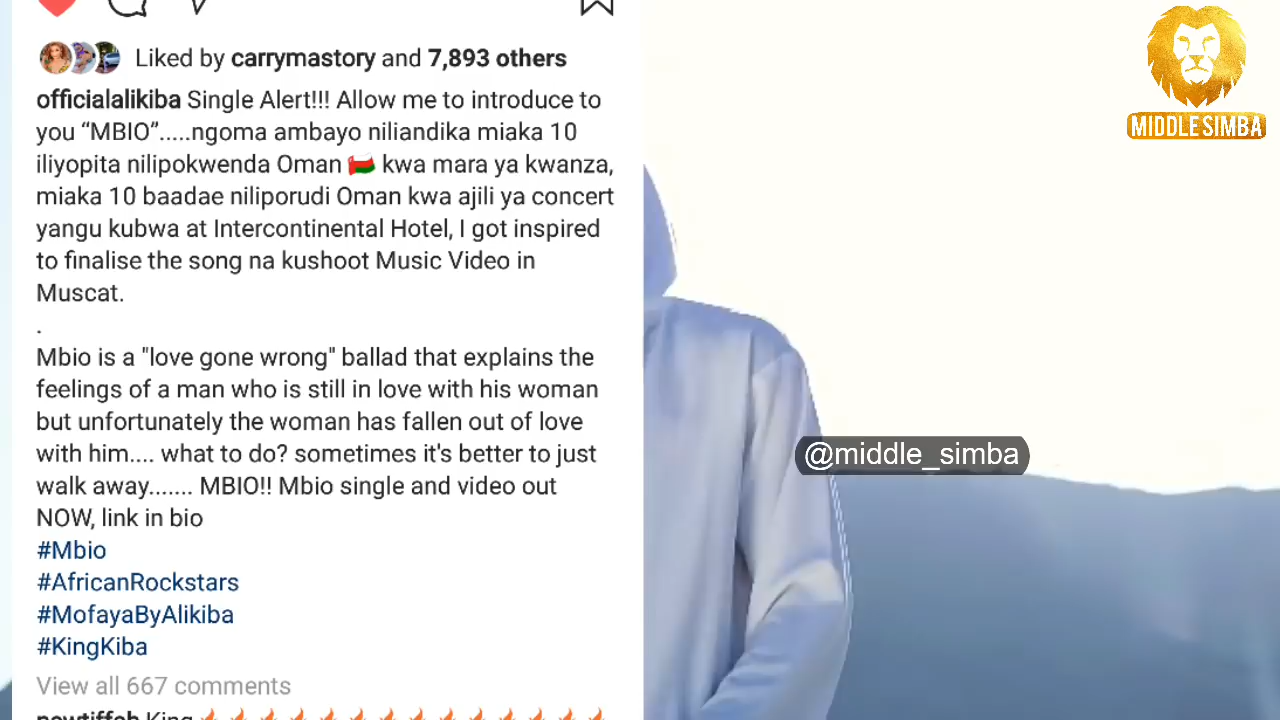 Liked by carrymastory and 7,893 others
officialalikiba Single Alert!!! Allow me to introduce to
you “MBIO”.....ngoma ambayo niliandika miaka 10
iliyopita nilipokwenda Oman 🇴🇲 kwa mara ya kwanza,
miaka 10 baadae niliporudi Oman kwa ajili ya concert
yangu kubwa at Intercontinental Hotel, I got inspired
to finalise the song na kushoot Music Video in
Muscat.
.
Mbio is a "love gone wrong" ballad that explains the
feelings of a man who is still in love with his woman
but unfortunately the woman has fallen out of love
with him.... what to do? sometimes it's better to just
walk away....... MBIO!! Mbio single and video out
NOW, link in bio
#Mbio
#AfricanRockstars
#MofayaByAlikiba
#KingKiba
View all 667 comments
King 🔥🔥🔥🔥🔥🔥🔥🔥🔥🔥🔥🔥🔥🔥
MIDDLE SIMBA
@middle_simba